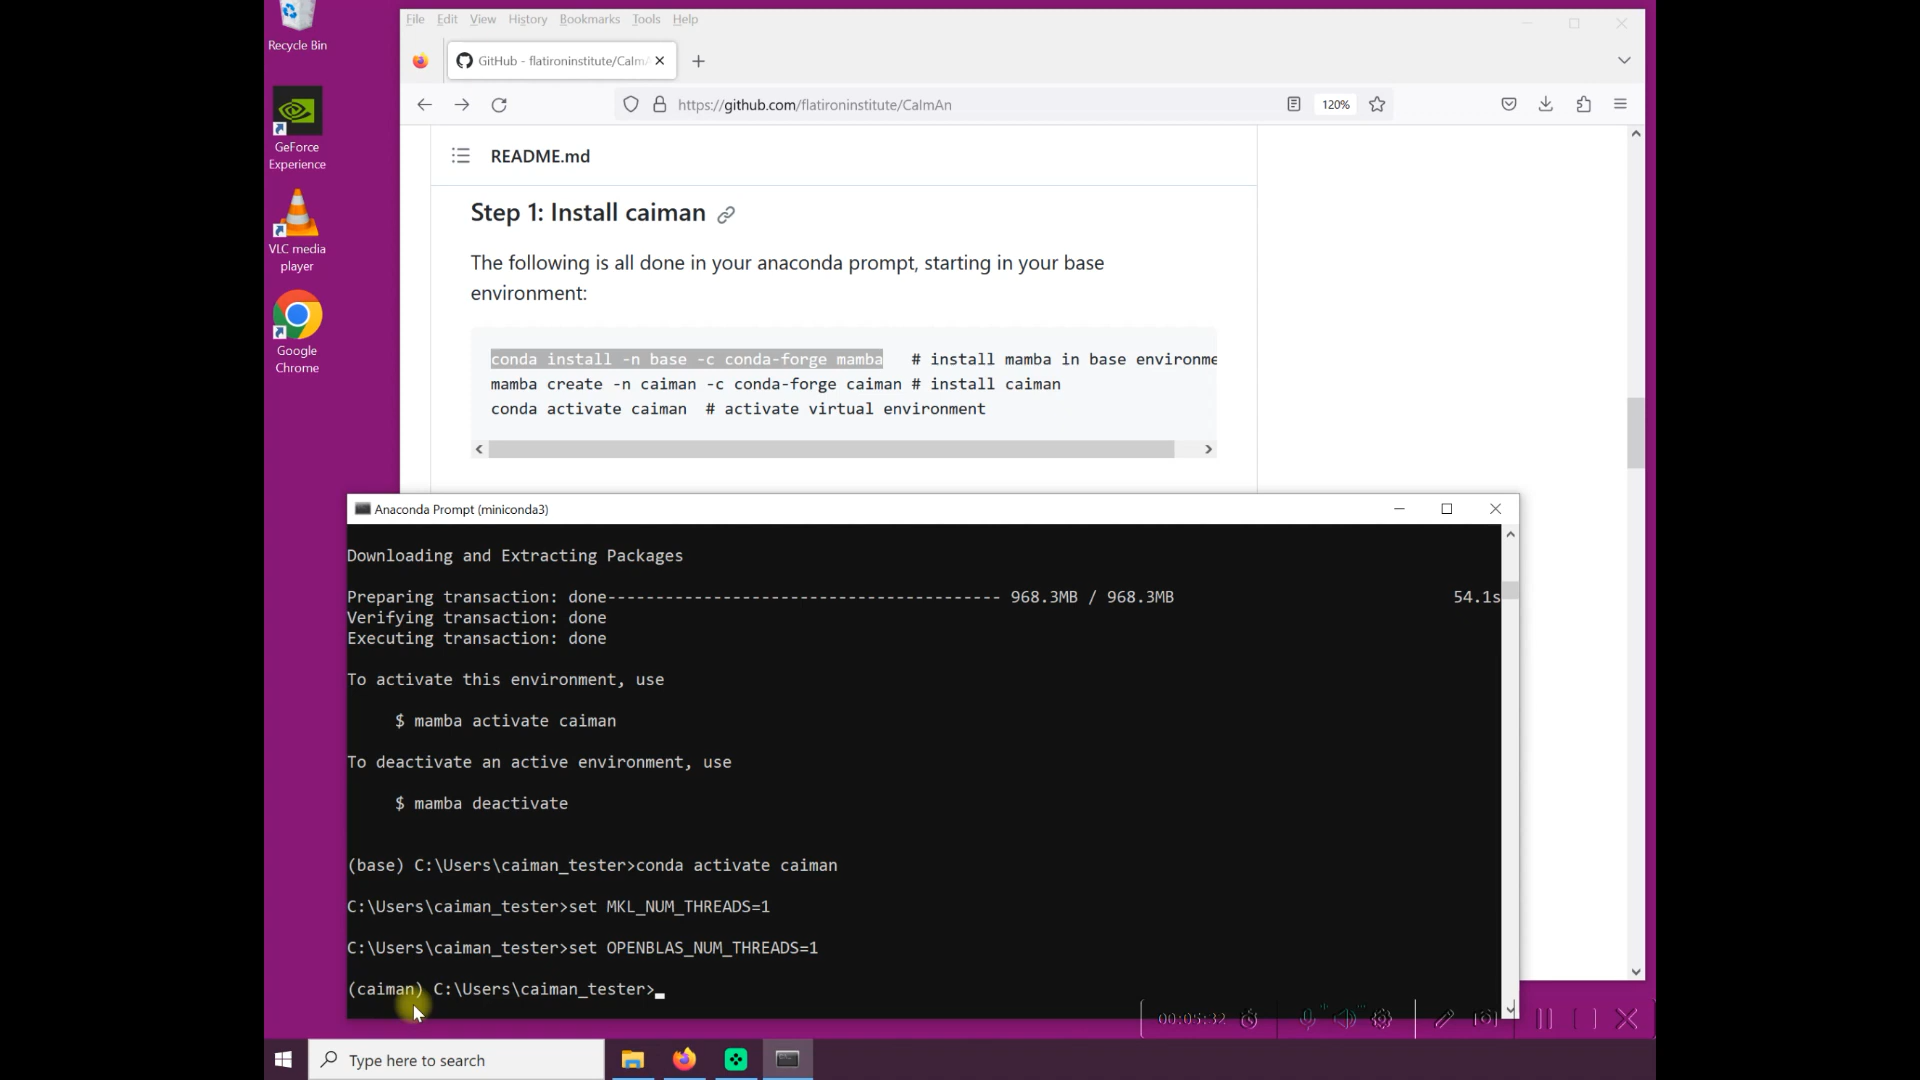 Recycle Bin
GeForce
Experience
VLC media
player
Google
Chrome
File Edit View History Bookmarks Tools Help
GitHub - flatironinstitute/CaIm
https://github.com/flatironinstitute/CaImAn
120%
README.md
Step 1: Install caiman
The following is all done in your anaconda prompt, starting in your base
environment:
conda install -n base -c conda-forge mamba   # install mamba in base environme
mamba create -n caiman -c conda-forge caiman # install caiman
conda activate caiman  # activate virtual environment
Anaconda Prompt (miniconda3)
Downloading and Extracting Packages
Preparing transaction: done----------------------------------------- 968.3MB / 968.3MB 54.1s
Verifying transaction: done
Executing transaction: done
To activate this environment, use
$ mamba activate caiman
To deactivate an active environment, use
$ mamba deactivate
(base) C:\Users\caiman_tester>conda activate caiman
C:\Users\caiman_tester>set MKL_NUM_THREADS=1
C:\Users\caiman_tester>set OPENBLAS_NUM_THREADS=1
(caiman) C:\Users\caiman_tester>
00:05:32
Type here to search